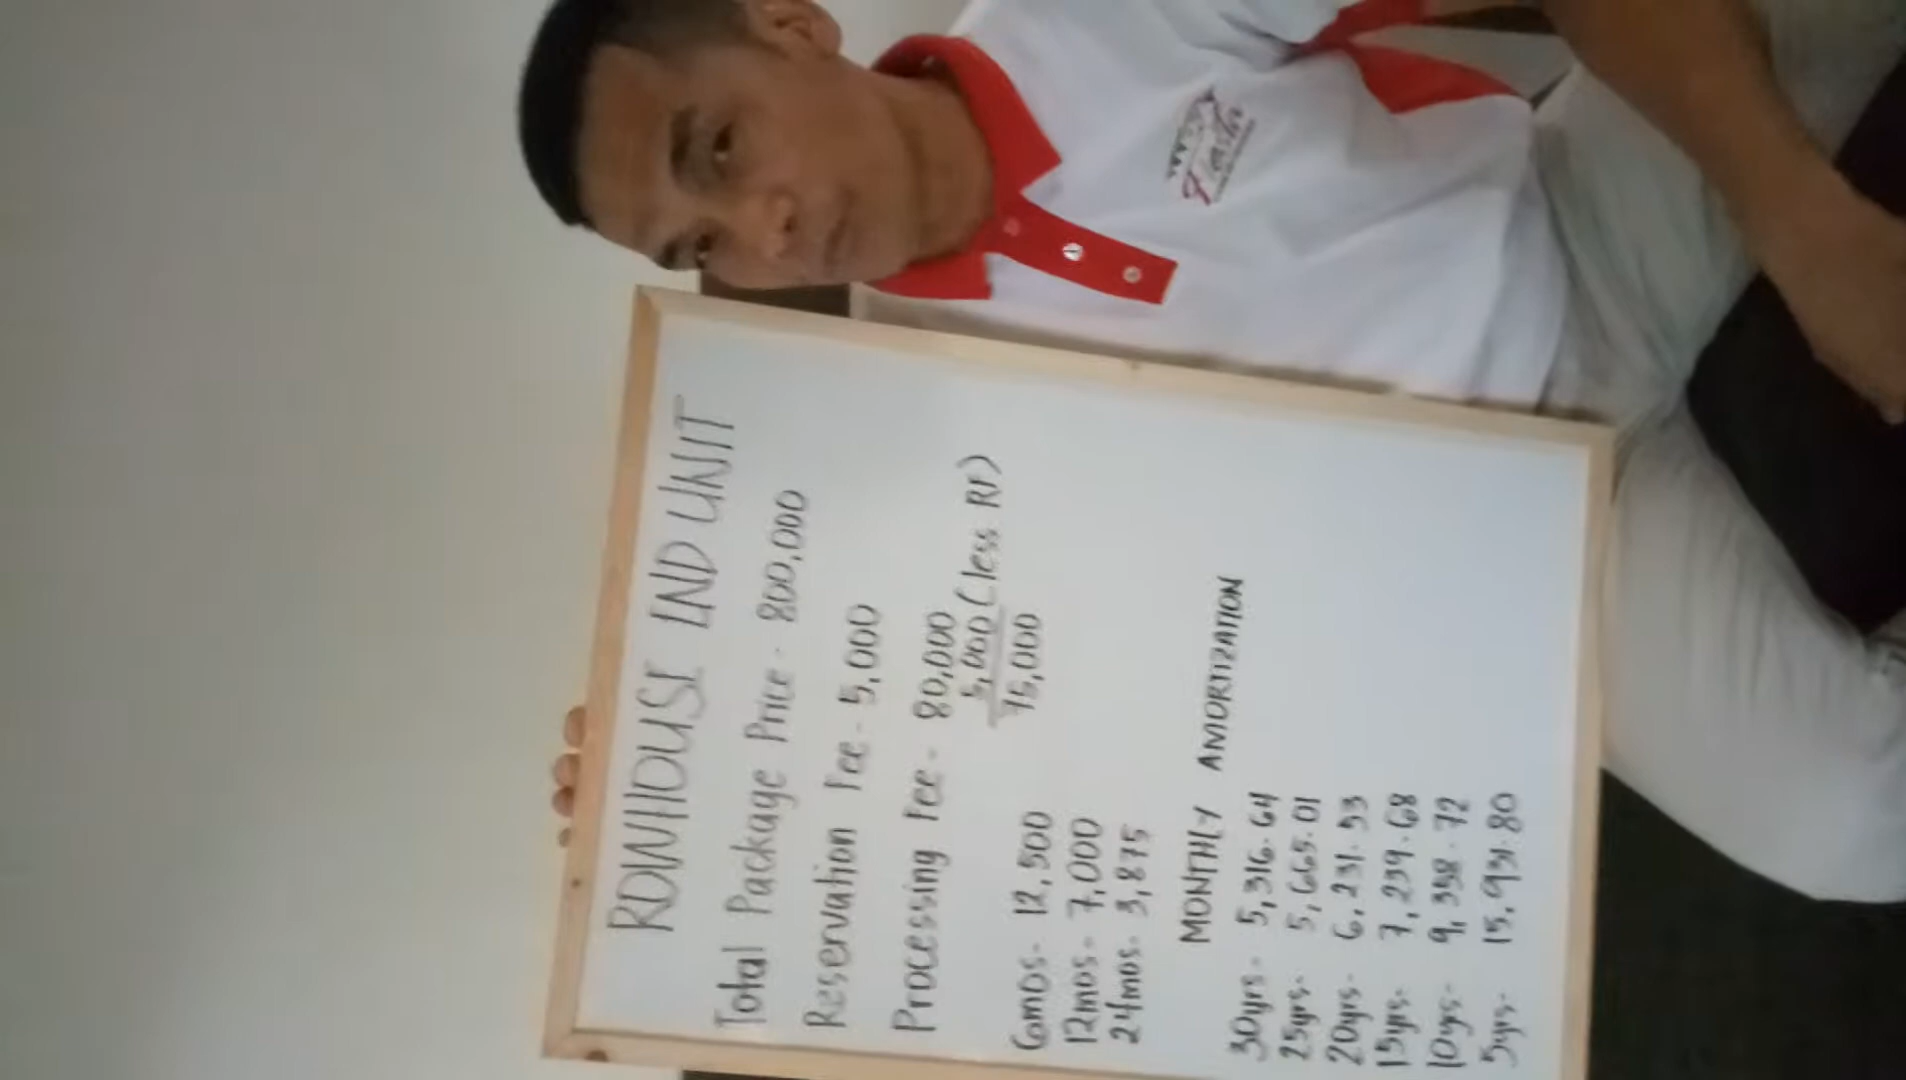 ROWHOUSE END UNIT
Total Package Price - 800,000
Reservation Fee - 5,000
Processing Fee - 80,000
5,000 (less RF)
75,000
6mos- 12,500
12mos- 7,000
24mos- 3,875
MONTHLY AMORTIZATION
30yrs- 5,316.64
25yrs- 5,665.01
20yrs- 6,231.53
15yrs- 7,239.68
10yrs- 9,358.72
5yrs- 15,931.80